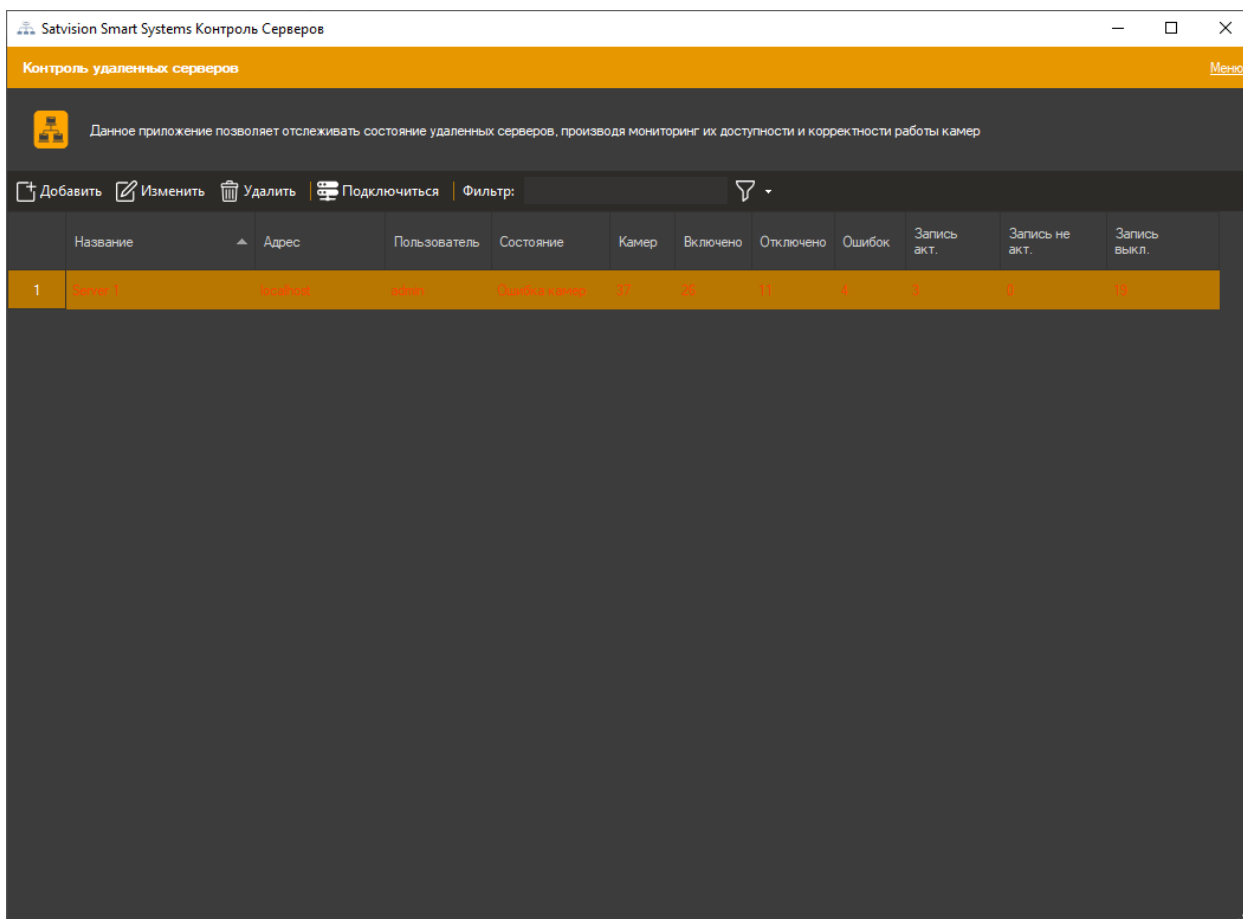 Satvision Smart Systems Контроль Серверов
Контроль удаленных серверов Меню
Данное приложение позволяет отслеживать состояние удаленных серверов, производя мониторинг их доступности и корректности работы камер
Добавить Изменить Удалить Подключиться Фильтр:
Название Адрес Пользователь Состояние Камер Включено Отключено Ошибок Запись акт. Запись не акт. Запись выкл.
1 Server 1 localhost admin Ошибка камер 37 26 11 4 3 0 19